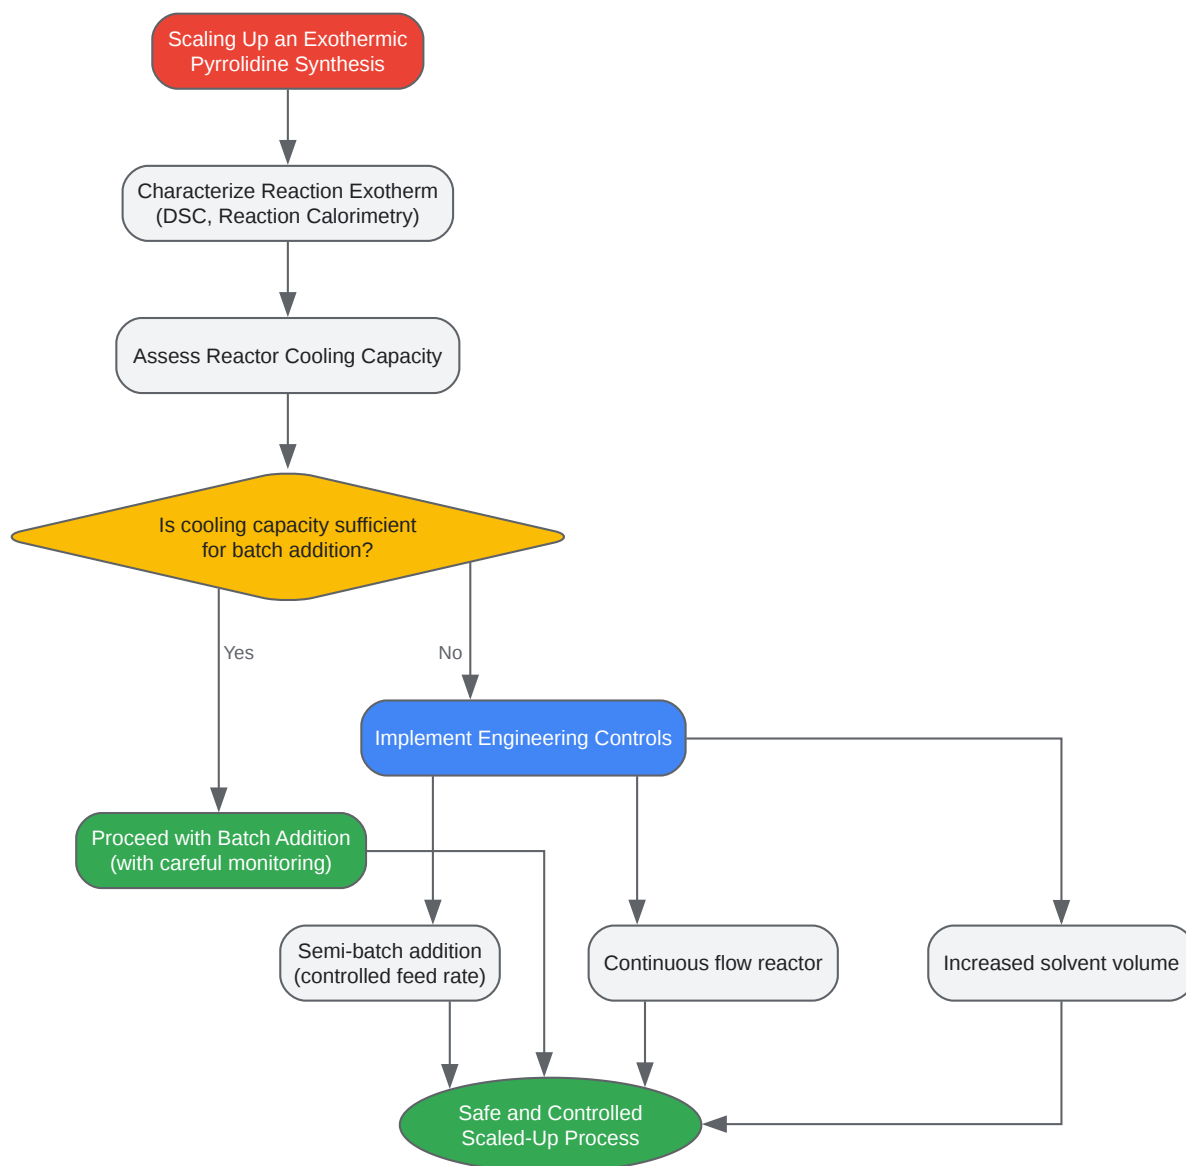 Scaling Up an Exothermic
Pyrrolidine Synthesis
Characterize Reaction Exotherm
(DSC, Reaction Calorimetry)
Assess Reactor Cooling Capacity
Is cooling capacity sufficient
for batch addition?
Yes
No
Implement Engineering Controls
Proceed with Batch Addition
(with careful monitoring)
Semi-batch addition
(controlled feed rate)
Continuous flow reactor
Increased solvent volume
Safe and Controlled
Scaled-Up Process